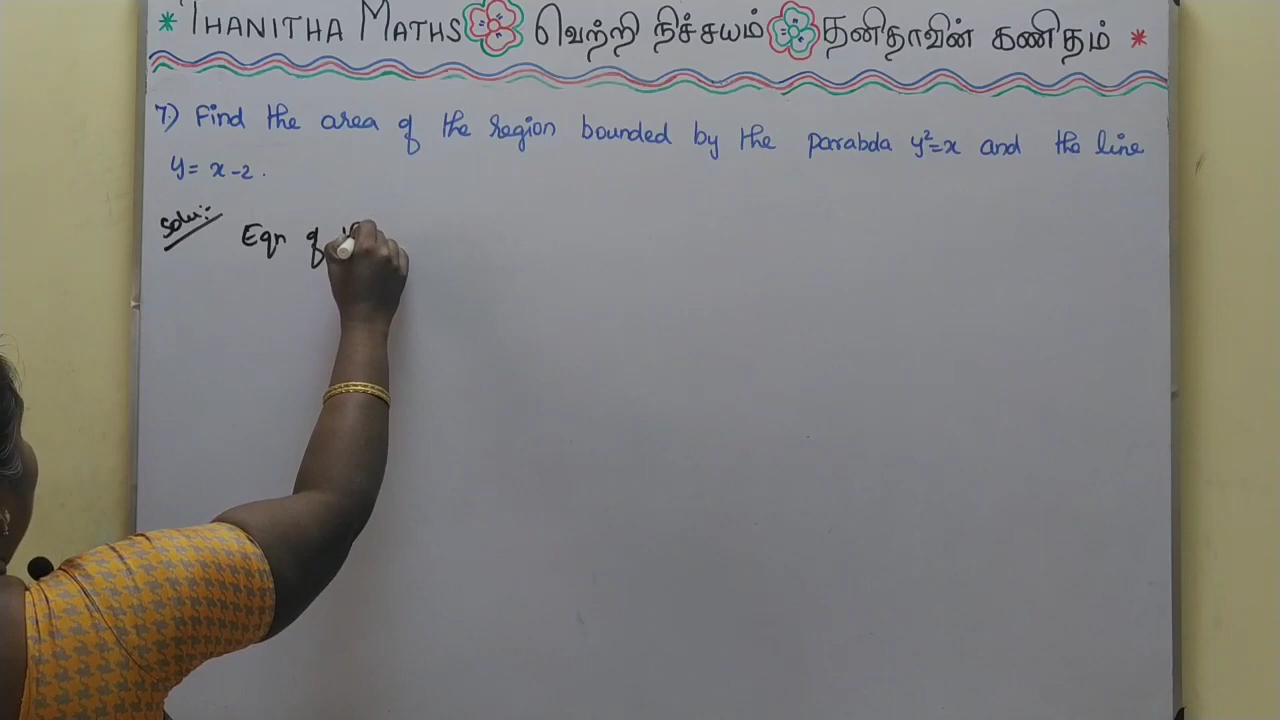 * THANITHA MATHS வெற்றி நிச்சயம் தனிதாவின் கணிதம் *
7) Find the area of the region bounded by the parabola y²=x and the line
y = x-2.
Solu:- Eqn of